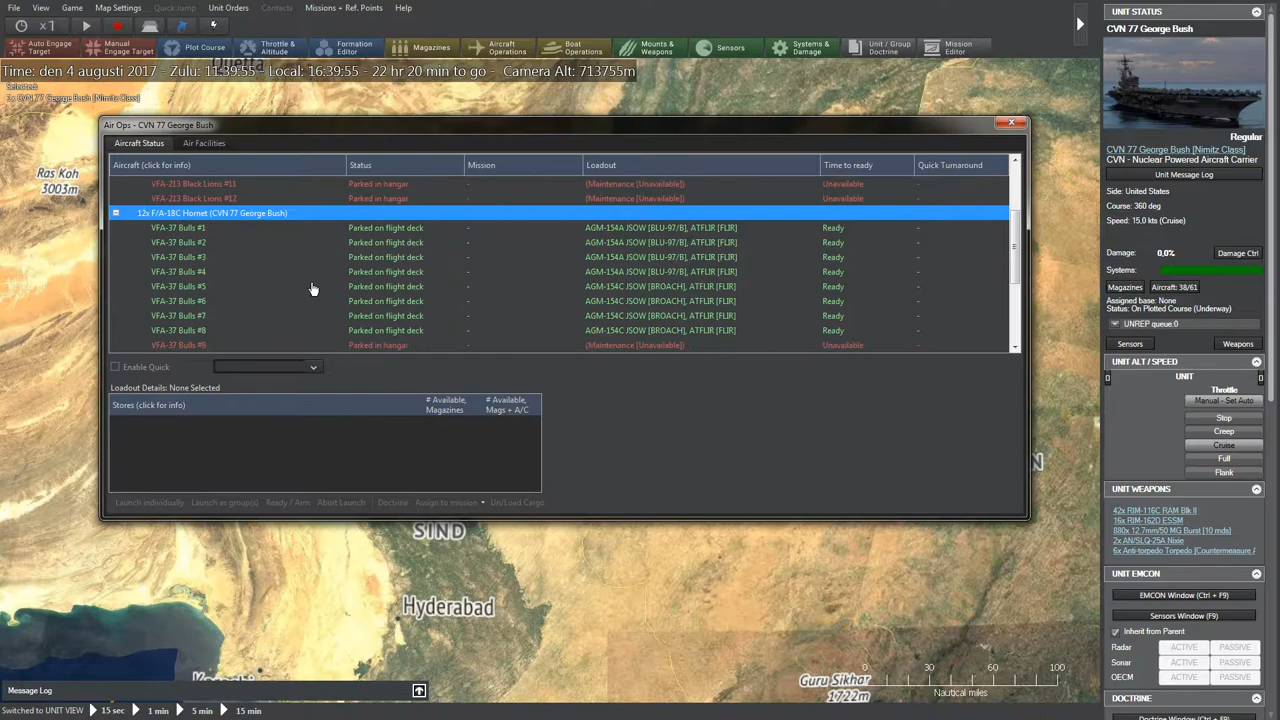 File View Game Map Settings Quick Jump Unit Orders Contacts Missions + Ref. Points Help
×1
Auto Engage Target
Manual Engage Target
Plot Course
Throttle & Altitude
Formation Editor
Magazines
Aircraft Operations
Boat Operations
Mounts & Weapons
Sensors
Systems & Damage
Unit / Group Doctrine
Mission Editor
Quetta
Time: den 4 augusti 2017 - Zulu: 11:39:55 - Local: 16:39:55 - 22 hr 20 min to go - Camera Alt: 713755m
Selected:
1x CVN 77 George Bush [Nimitz Class]
Ras Koh
3003m
Air Ops - CVN 77 George Bush
Aircraft Status Air Facilities
Aircraft (click for info) Status Mission Loadout Time to ready Quick Turnaround
VFA-213 Black Lions #11 Parked in hangar - (Maintenance [Unavailable]) Unavailable -
VFA-213 Black Lions #12 Parked in hangar - (Maintenance [Unavailable]) Unavailable -
12x F/A-18C Hornet (CVN 77 George Bush)
VFA-37 Bulls #1 Parked on flight deck - AGM-154A JSOW [BLU-97/B], ATFLIR [FLIR] Ready -
VFA-37 Bulls #2 Parked on flight deck - AGM-154A JSOW [BLU-97/B], ATFLIR [FLIR] Ready -
VFA-37 Bulls #3 Parked on flight deck - AGM-154A JSOW [BLU-97/B], ATFLIR [FLIR] Ready -
VFA-37 Bulls #4 Parked on flight deck - AGM-154A JSOW [BLU-97/B], ATFLIR [FLIR] Ready -
VFA-37 Bulls #5 Parked on flight deck - AGM-154C JSOW [BROACH], ATFLIR [FLIR] Ready -
VFA-37 Bulls #6 Parked on flight deck - AGM-154C JSOW [BROACH], ATFLIR [FLIR] Ready -
VFA-37 Bulls #7 Parked on flight deck - AGM-154C JSOW [BROACH], ATFLIR [FLIR] Ready -
VFA-37 Bulls #8 Parked on flight deck - AGM-154C JSOW [BROACH], ATFLIR [FLIR] Ready -
VFA-37 Bulls #9 Parked in hangar - (Maintenance [Unavailable]) Unavailable -
Enable Quick
Loadout Details: None Selected
Stores (click for info) # Available, Magazines # Available, Mags + A/C
Launch individually Launch as group(s) Ready / Arm Abort Launch Doctrine Assign to mission Un/Load Cargo
SIND
Hyderabad
Guru Sikhar
1722m
0 30 60 100
Nautical miles
Message Log
Switched to UNIT VIEW 15 sec 1 min 5 min 15 min
UNIT STATUS
CVN 77 George Bush
Regular
CVN 77 George Bush [Nimitz Class]
CVN - Nuclear Powered Aircraft Carrier
Unit Message Log
Side: United States
Course: 360 deg
Speed: 15,0 kts (Cruise)
Damage: 0,0% Damage Ctrl
Systems:
Magazines Aircraft: 38/61
Assigned base: None
Status: On Plotted Course (Underway)
UNREP queue:0
Sensors Weapons
UNIT ALT / SPEED
UNIT
Throttle
Manual - Set Auto
Stop
Creep
Cruise
Full
Flank
UNIT WEAPONS
42x RIM-116C RAM Blk II
16x RIM-162D ESSM
880x 12.7mm/50 MG Burst [10 rnds]
2x AN/SLQ-25A Nixie
6x Anti-torpedo Torpedo [Countermeasure
UNIT EMCON
EMCON Window (Ctrl + F9)
Sensors Window (F9)
Inherit from Parent
Radar ACTIVE PASSIVE
Sonar ACTIVE PASSIVE
OECM ACTIVE PASSIVE
DOCTRINE
Doctrine Window